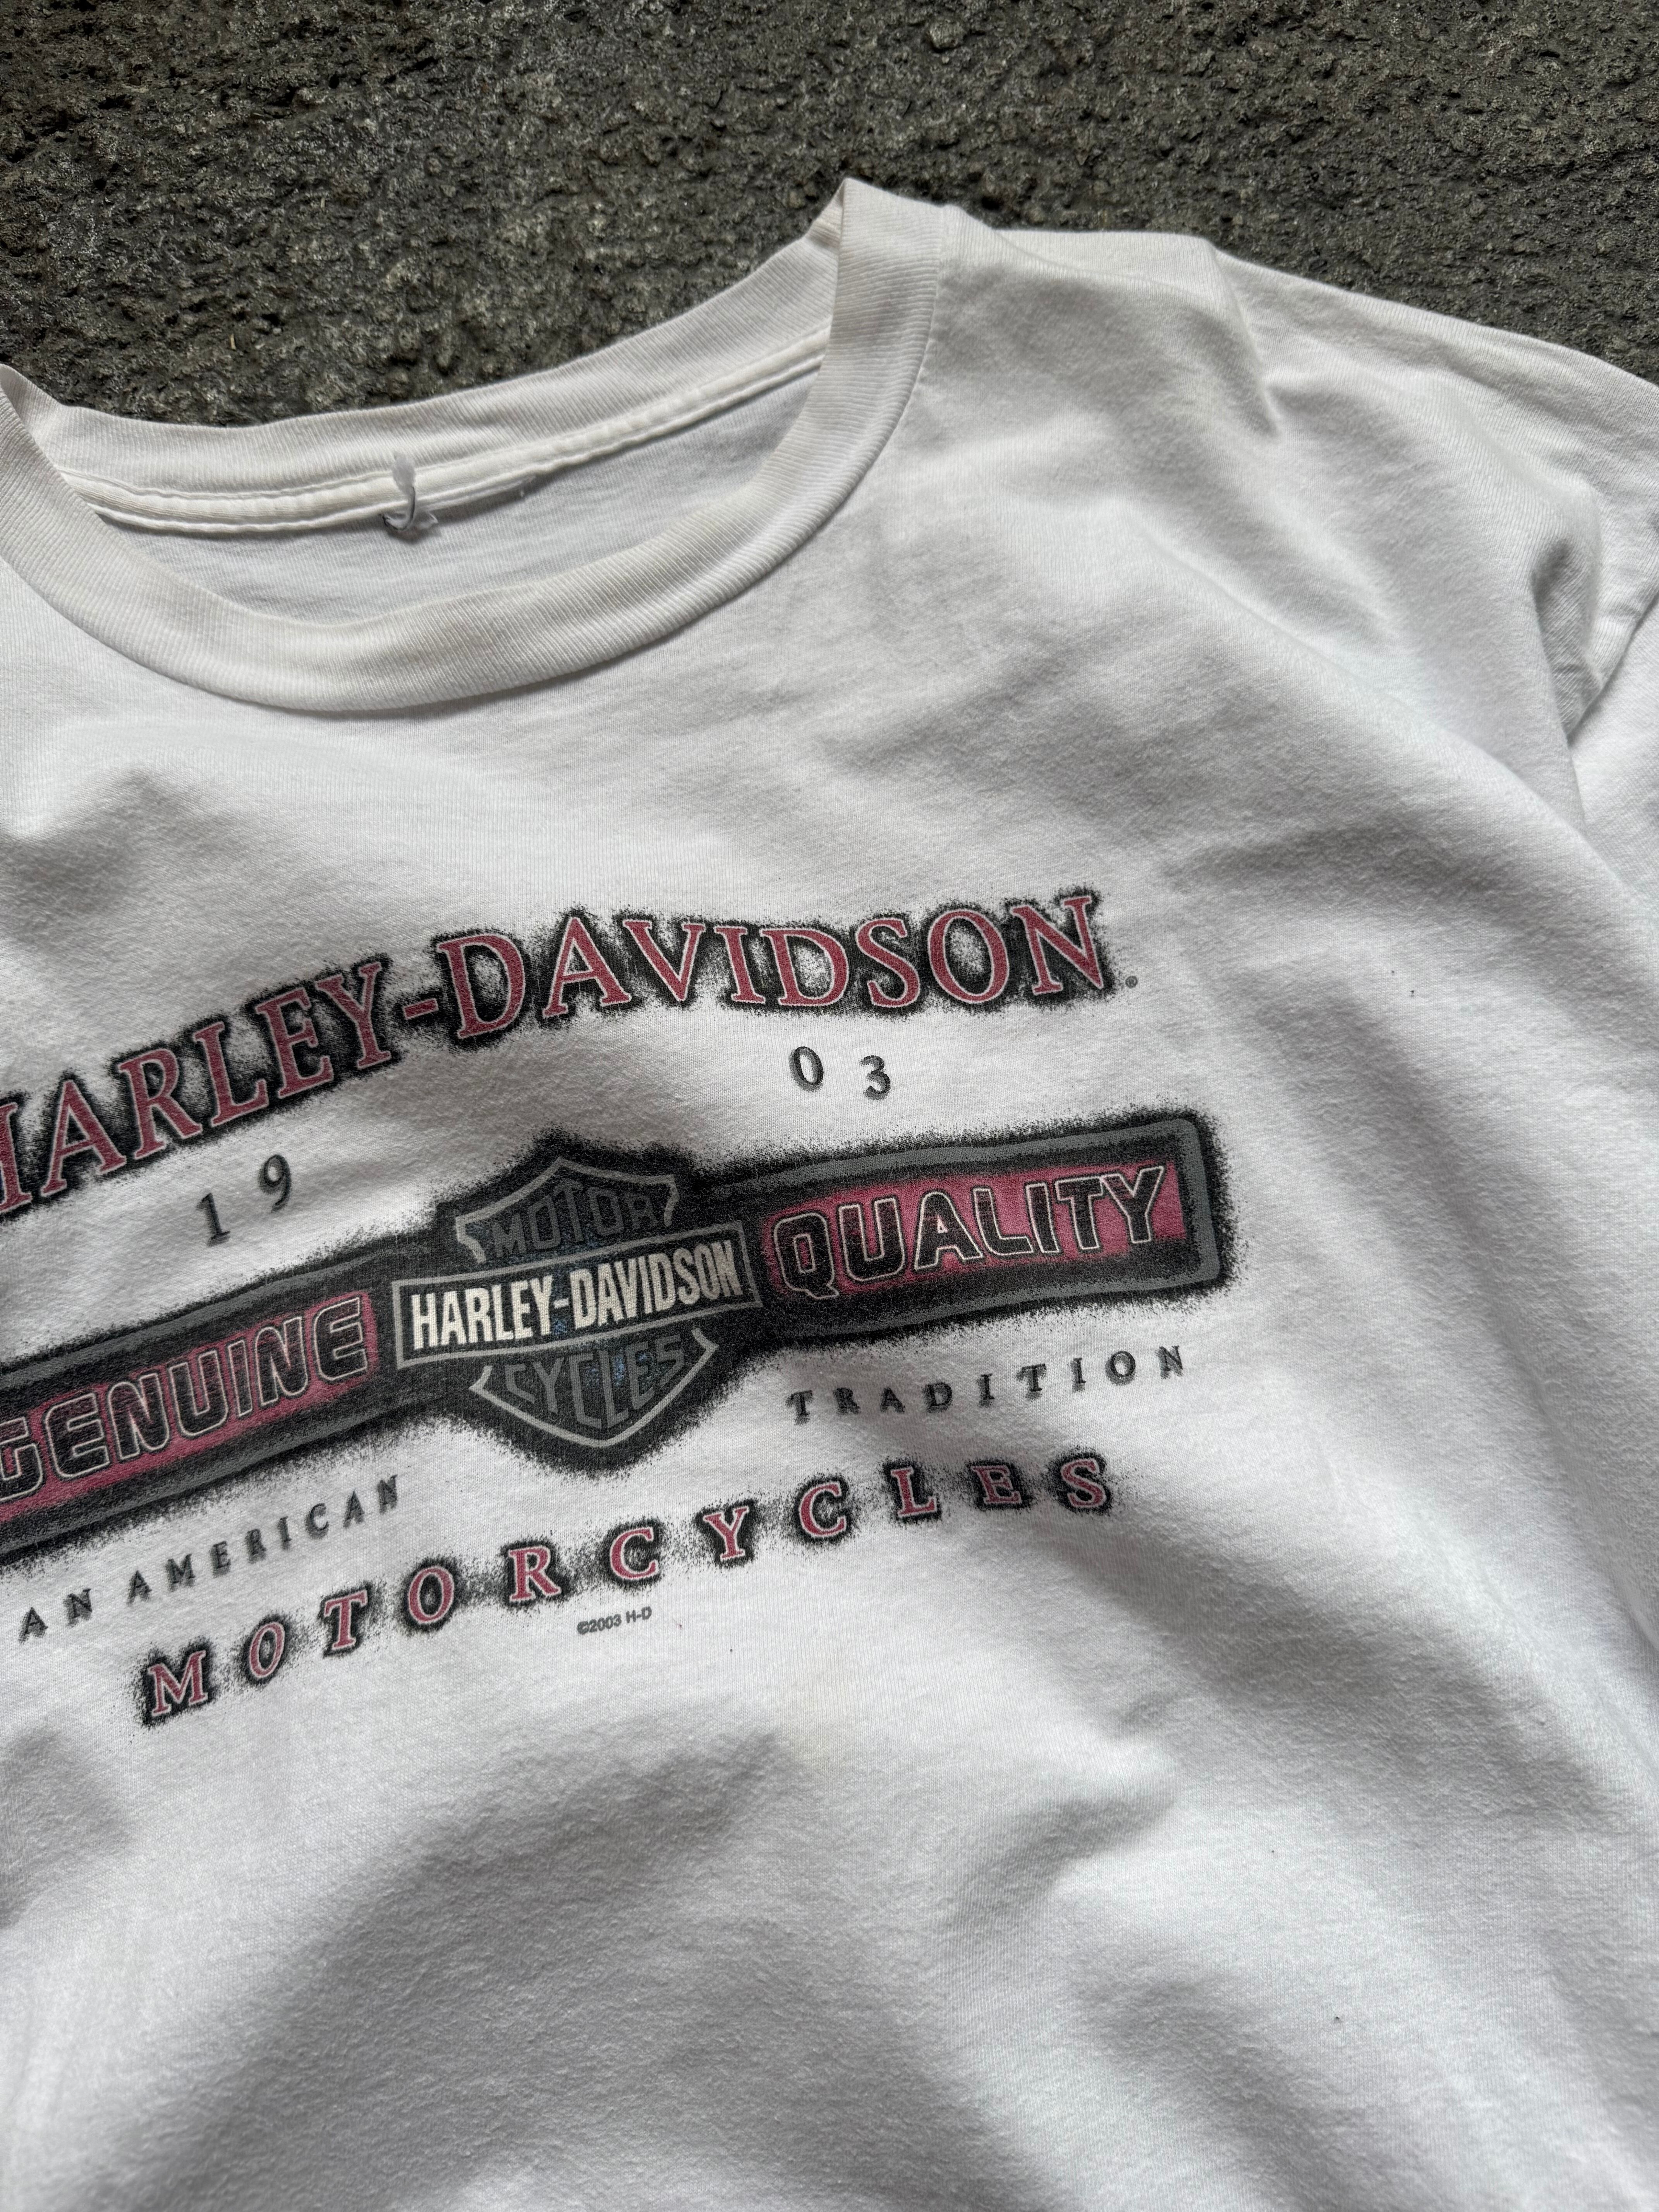 HARLEY-DAVIDSON®
19 03
MOTOR
GENUINE HARLEY-DAVIDSON QUALITY
CYCLES
AN AMERICAN TRADITION
MOTORCYCLES
©2003 H-D